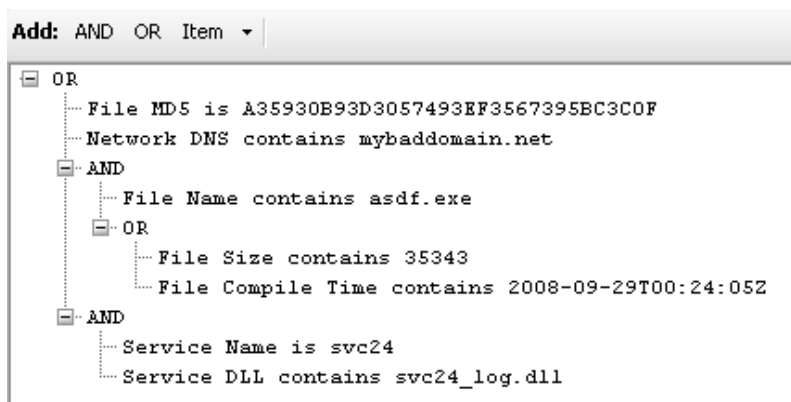 Add: AND OR Item
OR
File MD5 is A35930B93D3057493EF3567395BC3C0F
Network DNS contains mybaddomain.net
AND
File Name contains asdf.exe
OR
File Size contains 35343
File Compile Time contains 2008-09-29T00:24:05Z
AND
Service Name is svc24
Service DLL contains svc24_log.dll